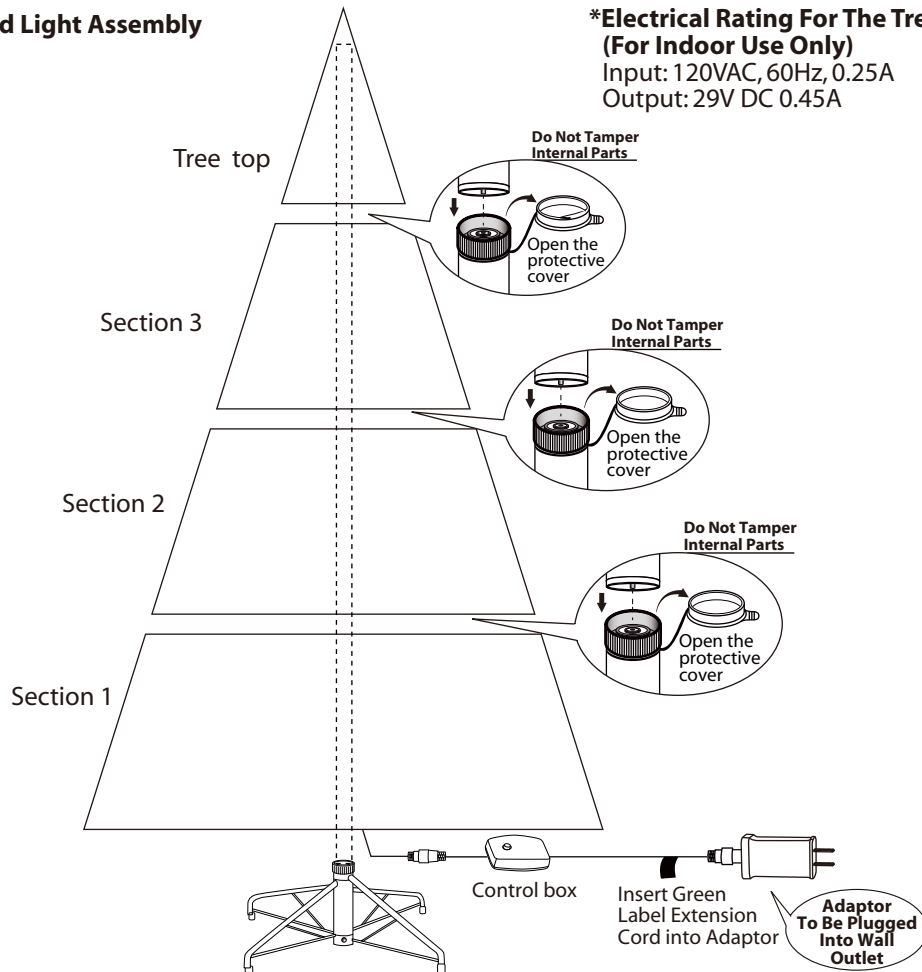 d Light Assembly
*Electrical Rating For The Tre
(For Indoor Use Only)
Input: 120VAC, 60Hz, 0.25A
Output: 29V DC 0.45A
Do Not Tamper
Internal Parts
Tree top
Open the
protective
cover
Section 3
Do Not Tamper
Internal Parts
Open the
protective
cover
Section 2
Do Not Tamper
Internal Parts
Open the
protective
cover
Section 1
Control box
Insert Green
Label Extension
Cord into Adaptor
Adaptor
To Be Plugged
Into Wall
Outlet